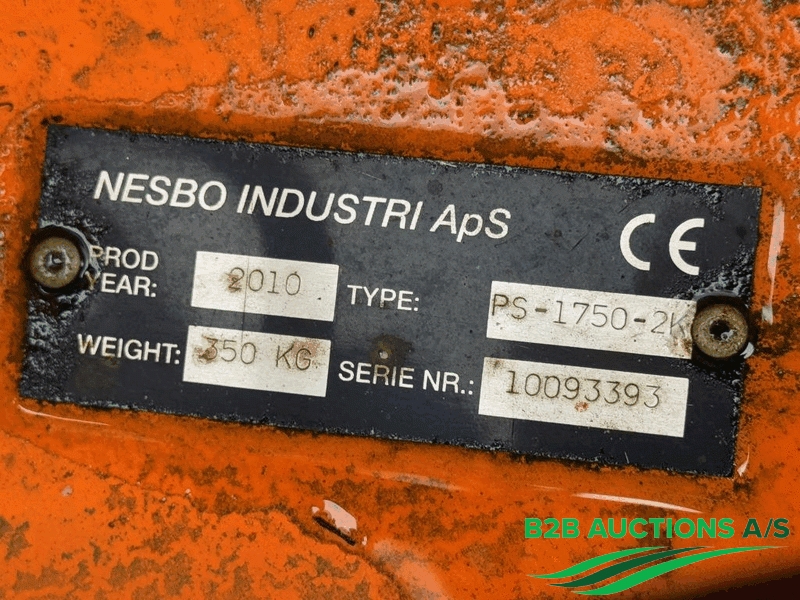 NESBO INDUSTRI ApS
CE
PROD YEAR: 2010 TYPE: PS-1750-2K
WEIGHT: 350 KG SERIE NR.: 10093393
B2B AUCTIONS A/S